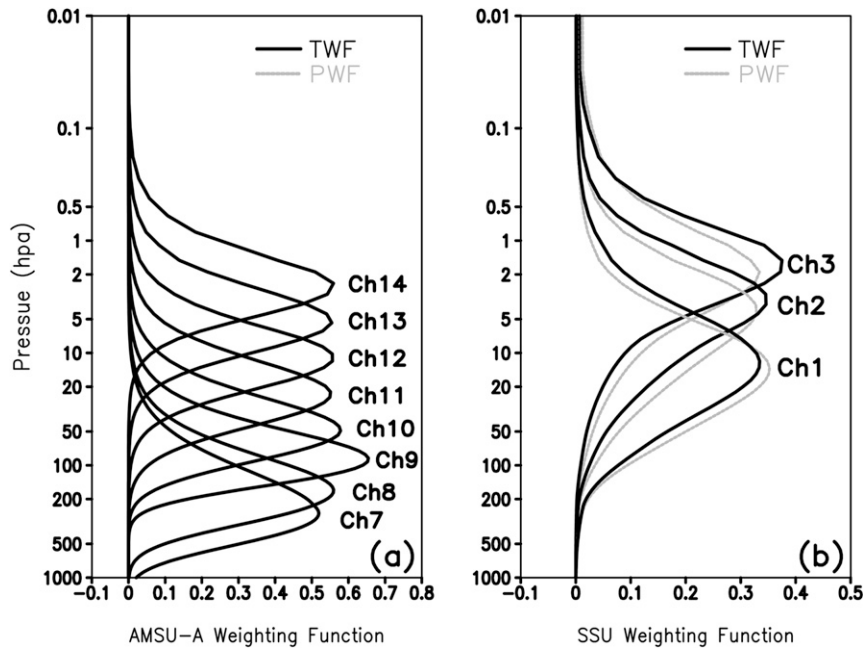 0.01
0.1
0.5
1
2
5
10
20
50
100
200
500
1000
Pressue (hpa)
TWF
PWF
Ch14
Ch13
Ch12
Ch11
Ch10
Ch9
Ch8
Ch7
(a)
-0.1 0 0.1 0.2 0.3 0.4 0.5 0.6 0.7 0.8
AMSU-A Weighting Function
0.01
0.1
0.5
1
2
5
10
20
50
100
200
500
1000
TWF
PWF
Ch3
Ch2
Ch1
(b)
-0.1 0 0.1 0.2 0.3 0.4 0.5
SSU Weighting Function